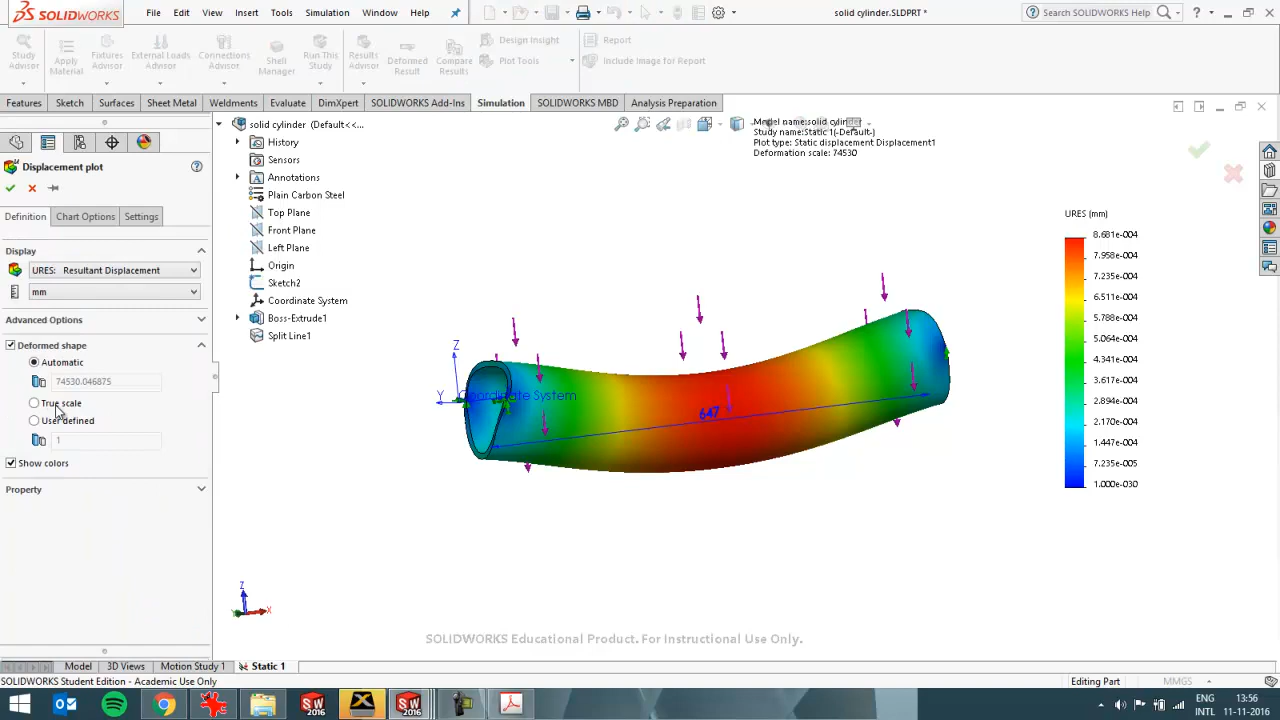 SOLIDWORKS
File Edit View Insert Tools Simulation Window Help
solid cylinder.SLDPRT *
Search SOLIDWORKS Help
Study Advisor
Apply Material
Fixtures Advisor
External Loads Advisor
Connections Advisor
Shell Manager
Run This Study
Results Advisor
Deformed Result
Compare Results
Design Insight
Plot Tools
Report
Include Image for Report
Features Sketch Surfaces Sheet Metal Weldments Evaluate DimXpert SOLIDWORKS Add-Ins Simulation SOLIDWORKS MBD Analysis Preparation
Displacement plot
Definition Chart Options Settings
Display
URES: Resultant Displacement
mm
Advanced Options
Deformed shape
Automatic
74530.046875
True scale
User defined
1
Show colors
Property
solid cylinder (Default<<...
History
Sensors
Annotations
Plain Carbon Steel
Top Plane
Front Plane
Left Plane
Origin
Sketch2
Coordinate System
Boss-Extrude1
Split Line1
Model name:solid cylinder
Study name:Static 1(-Default-)
Plot type: Static displacement Displacement1
Deformation scale: 74530
Z
Y
Coordinate System
647
URES (mm)
8.681e-004
7.958e-004
7.235e-004
6.511e-004
5.788e-004
5.064e-004
4.341e-004
3.617e-004
2.894e-004
2.170e-004
1.447e-004
7.235e-005
1.000e-030
Z
Y
X
SOLIDWORKS Educational Product. For Instructional Use Only.
Model 3D Views Motion Study 1 Static 1
SOLIDWORKS Student Edition - Academic Use Only
Editing Part
MMGS
SW 2016
SW 2016
ENG
INTL
13:56
11-11-2016